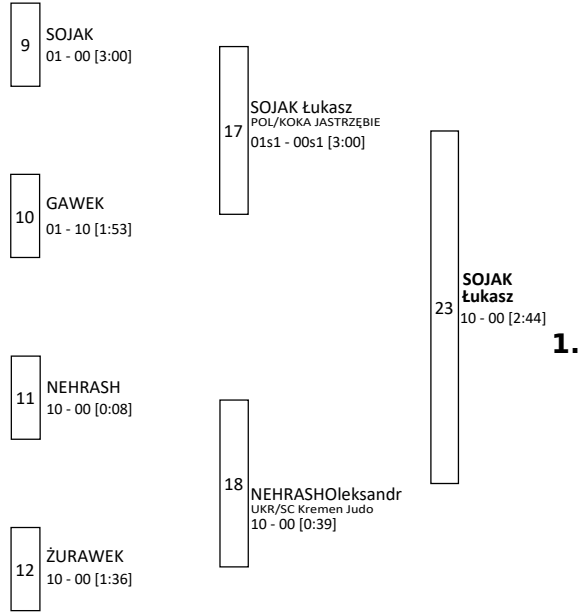 9
SOJAK
01 - 00 [3:00]
10
GAWEK
01 - 10 [1:53]
11
NEHRASH
10 - 00 [0:08]
12
ŻURAWEK
10 - 00 [1:36]
17
SOJAK Łukasz
POL/KOKA JASTRZĘBIE
01s1 - 00s1 [3:00]
18
NEHRASHOleksandr
UKR/SC Kremen Judo
10 - 00 [0:39]
23
SOJAK
Łukasz
10 - 00 [2:44]
1.